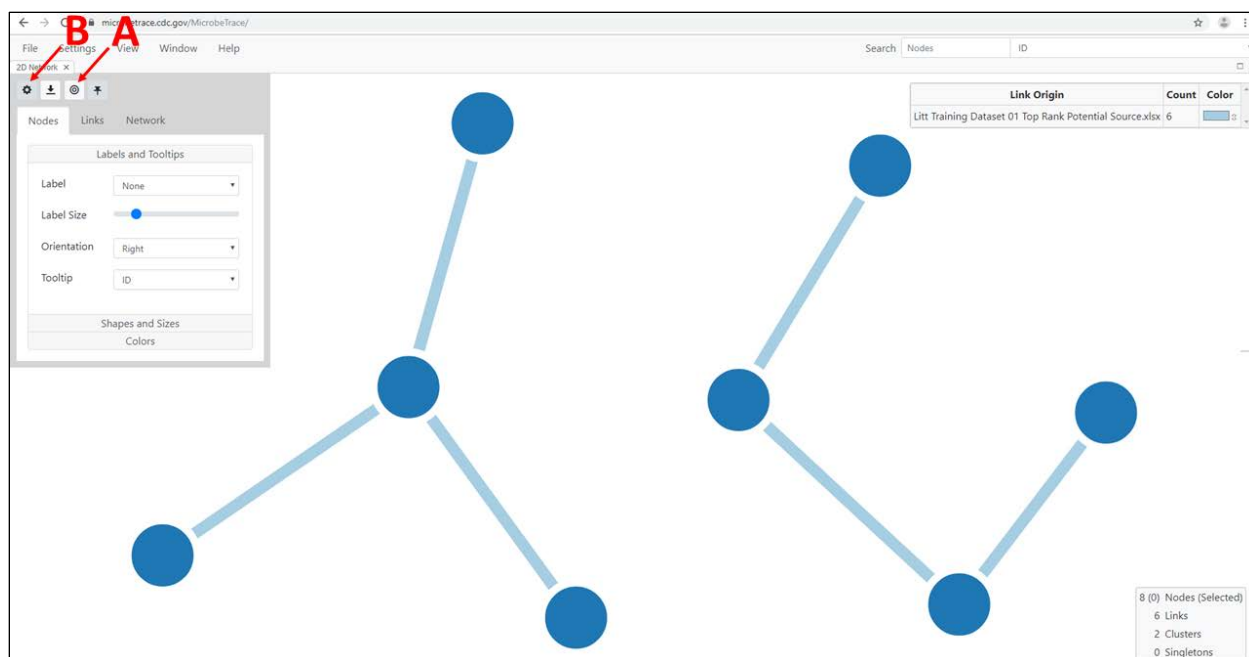 B A
microbetrace.cdc.gov/MicrobeTrace/
File Settings View Window Help Search Nodes ID
2D Network ×
Nodes Links Network
Labels and Tooltips
Label None
Label Size
Orientation Right
Tooltip ID
Shapes and Sizes
Colors
Link Origin Count Color
Litt Training Dataset 01 Top Rank Potential Source.xlsx 6
8 (0) Nodes (Selected)
6 Links
2 Clusters
0 Singletons